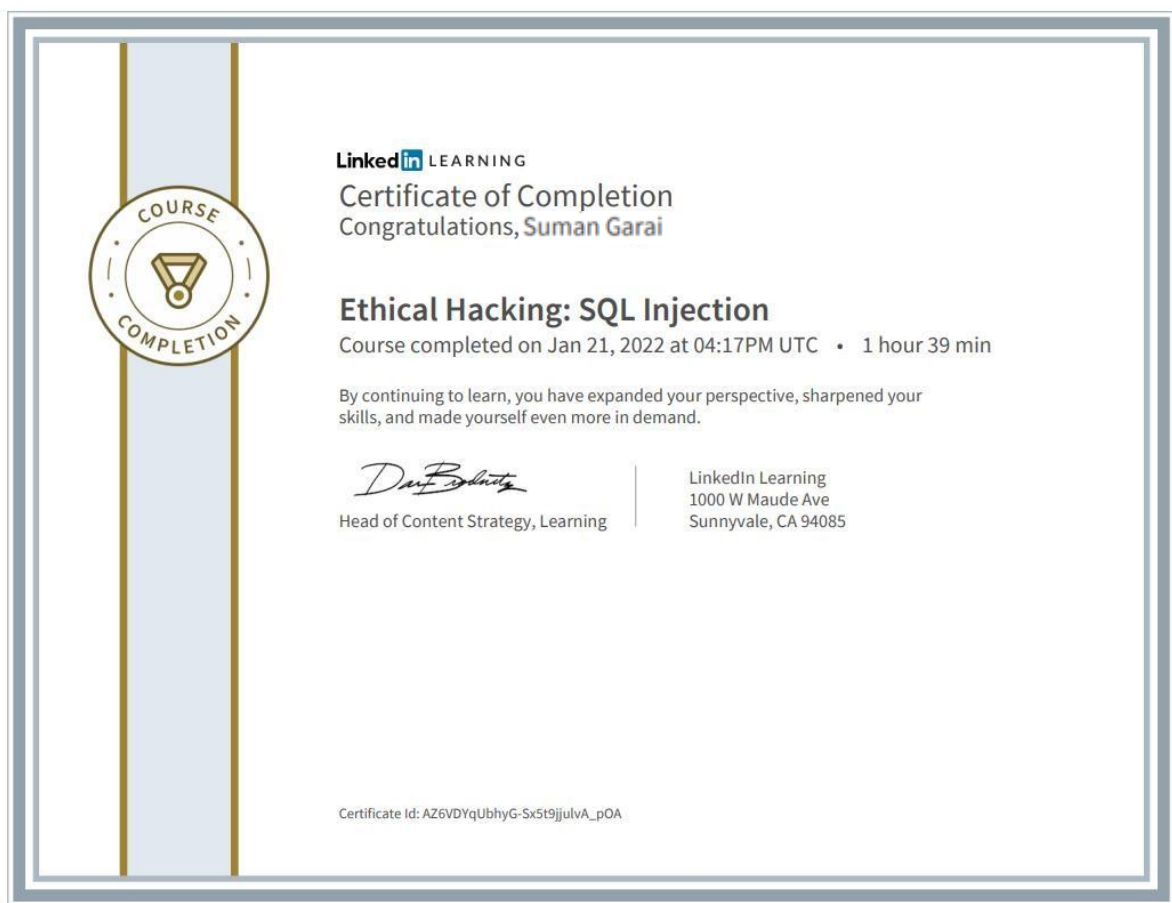 LinkedIn LEARNING
Certificate of Completion
Congratulations, Suman Garai
COURSE
COMPLETION
Ethical Hacking: SQL Injection
Course completed on Jan 21, 2022 at 04:17PM UTC • 1 hour 39 min
By continuing to learn, you have expanded your perspective, sharpened your
skills, and made yourself even more in demand.
Head of Content Strategy, Learning
LinkedIn Learning
1000 W Maude Ave
Sunnyvale, CA 94085
Certificate Id: AZ6VDYqUbhyG-Sx5t9jjulvA_pOA